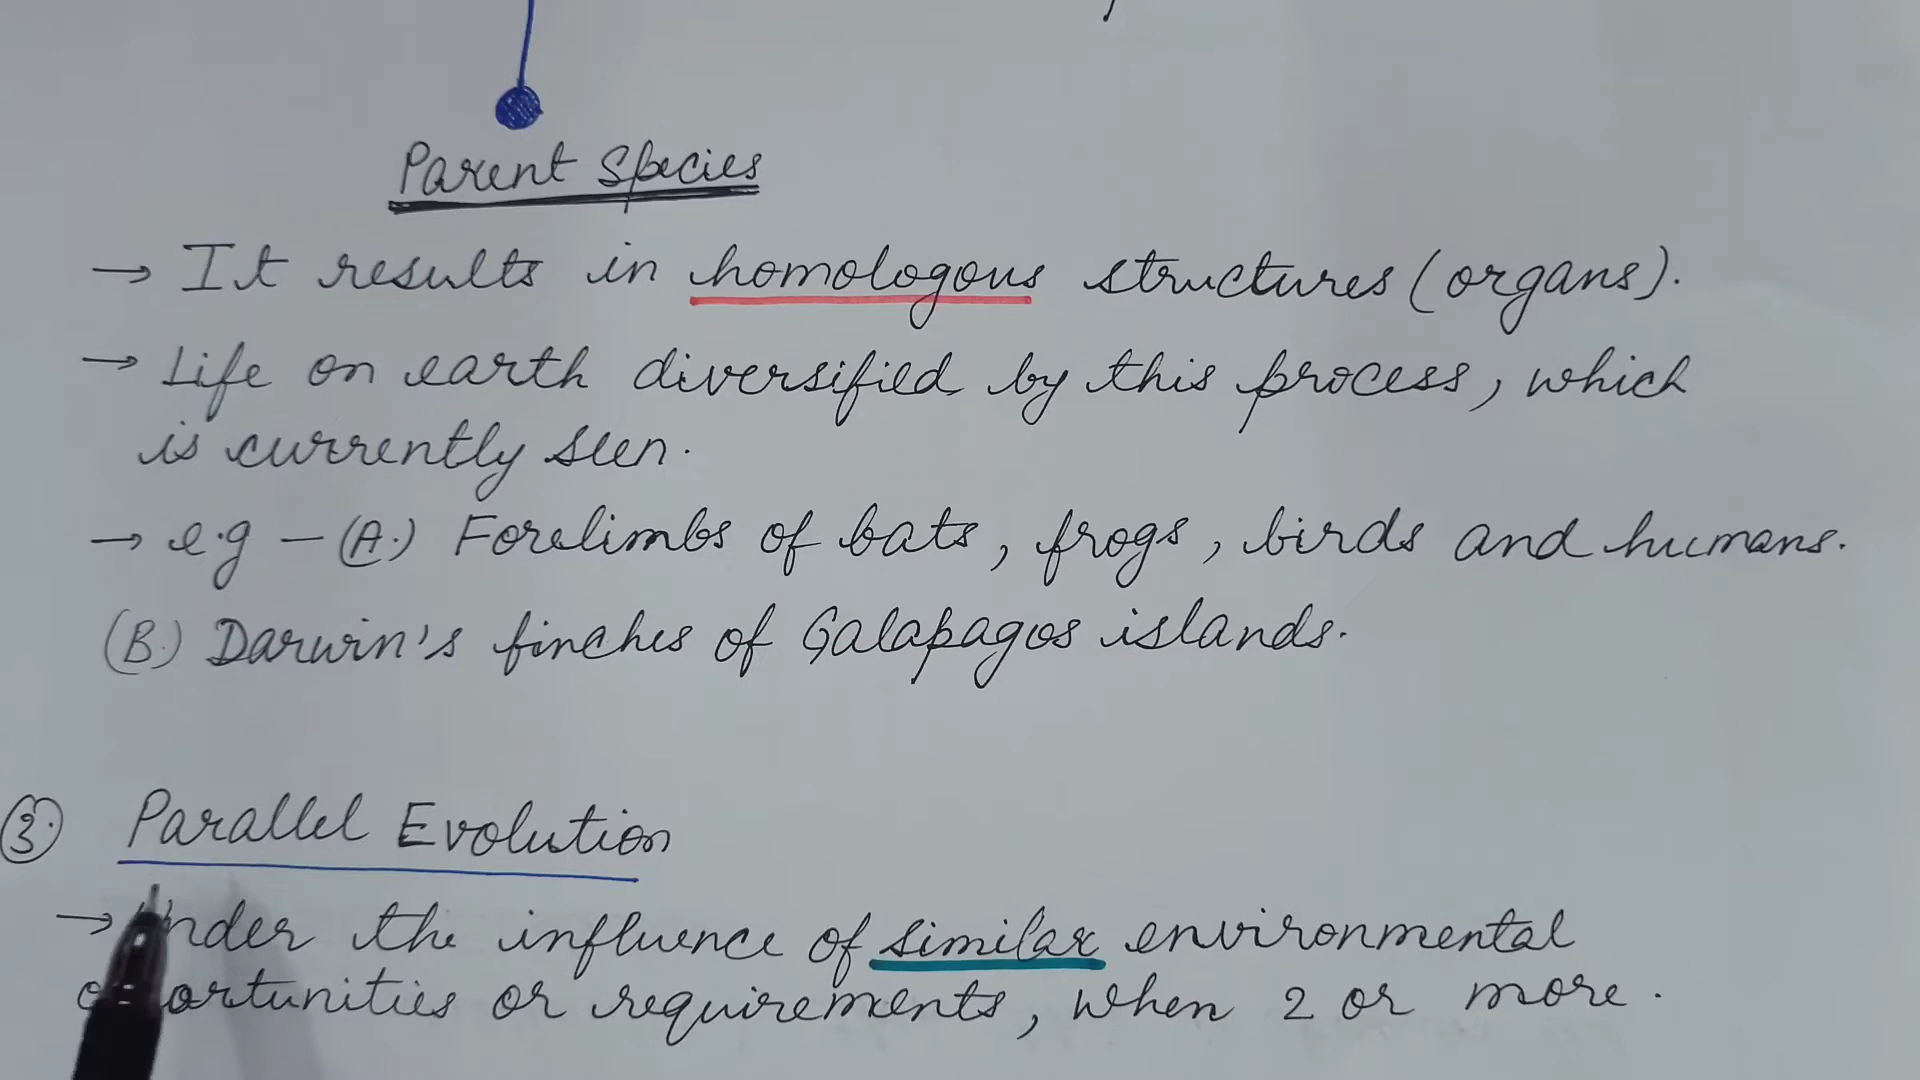 Parent Species
→ It results in homologous structures (organs).
→ Life on earth diversified by this process, which
is currently seen.
→ e.g - (A.) Forelimbs of bats, frogs, birds and humans.
(B.) Darwin's finches of Galapagos islands.
3. Parallel Evolution
→ Under the influence of similar environmental
opportunities or requirements, when 2 or more.